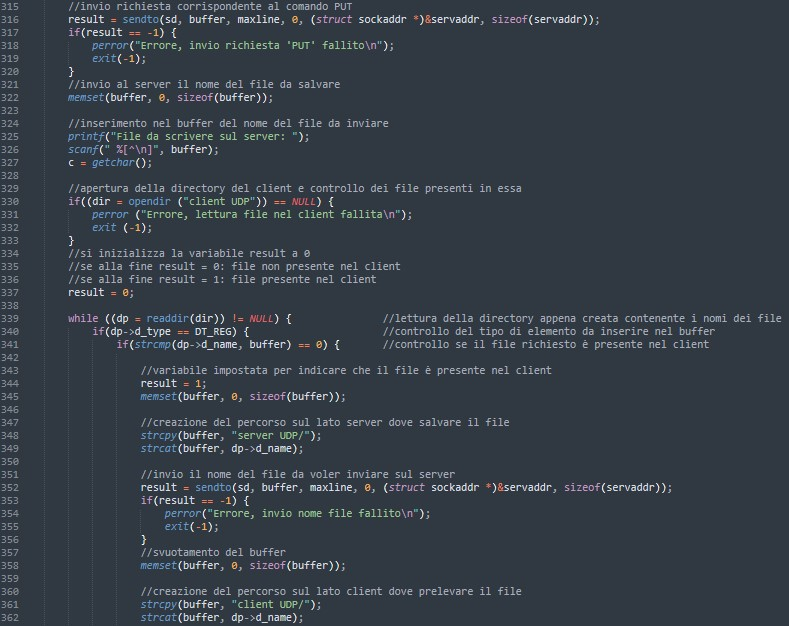 315 //invio richiesta corrispondente al comando PUT
316 result = sendto(sd, buffer, maxline, 0, (struct sockaddr *)&servaddr, sizeof(servaddr));
317 if(result == -1) {
318 perror("Errore, invio richiesta 'PUT' fallito\n");
319 exit(-1);
320 }
321 //invio al server il nome del file da salvare
322 memset(buffer, 0, sizeof(buffer));
323
324 //inserimento nel buffer del nome del file da inviare
325 printf("File da scrivere sul server: ");
326 scanf(" %[^\n]", buffer);
327 c = getchar();
328
329 //apertura della directory del client e controllo dei file presenti in essa
330 if((dir = opendir ("client UDP")) == NULL) {
331 perror ("Errore, lettura file nel client fallita\n");
332 exit (-1);
333 }
334 //si inizializza la variabile result a 0
335 //se alla fine result = 0: file non presente nel client
336 //se alla fine result = 1: file presente nel client
337 result = 0;
338
339 while ((dp = readdir(dir)) != NULL) { //lettura della directory appena creata contenente i nomi dei file
340 if(dp->d_type == DT_REG) { //controllo del tipo di elemento da inserire nel buffer
341 if(strcmp(dp->d_name, buffer) == 0) { //controllo se il file richiesto è presente nel client
342
343 //variabile impostata per indicare che il file è presente nel client
344 result = 1;
345 memset(buffer, 0, sizeof(buffer));
346
347 //creazione del percorso sul lato server dove salvare il file
348 strcpy(buffer, "server UDP/");
349 strcat(buffer, dp->d_name);
350
351 //invio il nome del file da voler inviare sul server
352 result = sendto(sd, buffer, maxline, 0, (struct sockaddr *)&servaddr, sizeof(servaddr));
353 if(result == -1) {
354 perror("Errore, invio nome file fallito\n");
355 exit(-1);
356 }
357 //svuotamento del buffer
358 memset(buffer, 0, sizeof(buffer));
359
360 //creazione del percorso sul lato client dove prelevare il file
361 strcpy(buffer, "client UDP/");
362 strcat(buffer, dp->d_name);